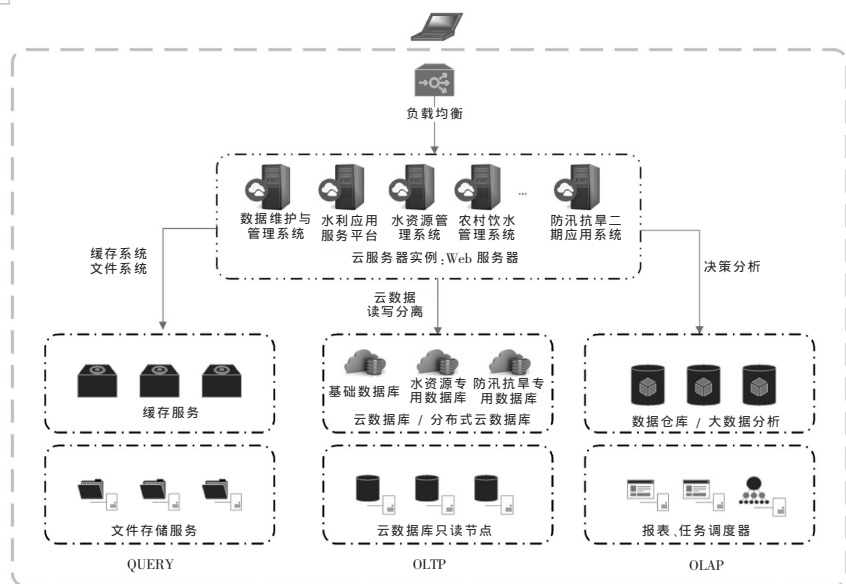 负载均衡
数据维护与
管理系统
水利应用
服务平台
水资源管
理系统
农村饮水
管理系统
...
防汛抗旱二
期应用系统
云服务器实例:Web 服务器
缓存系统
文件系统
云数据
读写分离
决策分析
缓存服务
基础数据库
水资源专
用数据库
防汛抗旱专
用数据库
云数据库 / 分布式云数据库
数据仓库 / 大数据分析
文件存储服务
云数据库只读节点
报表、任务调度器
QUERY
OLTP
OLAP